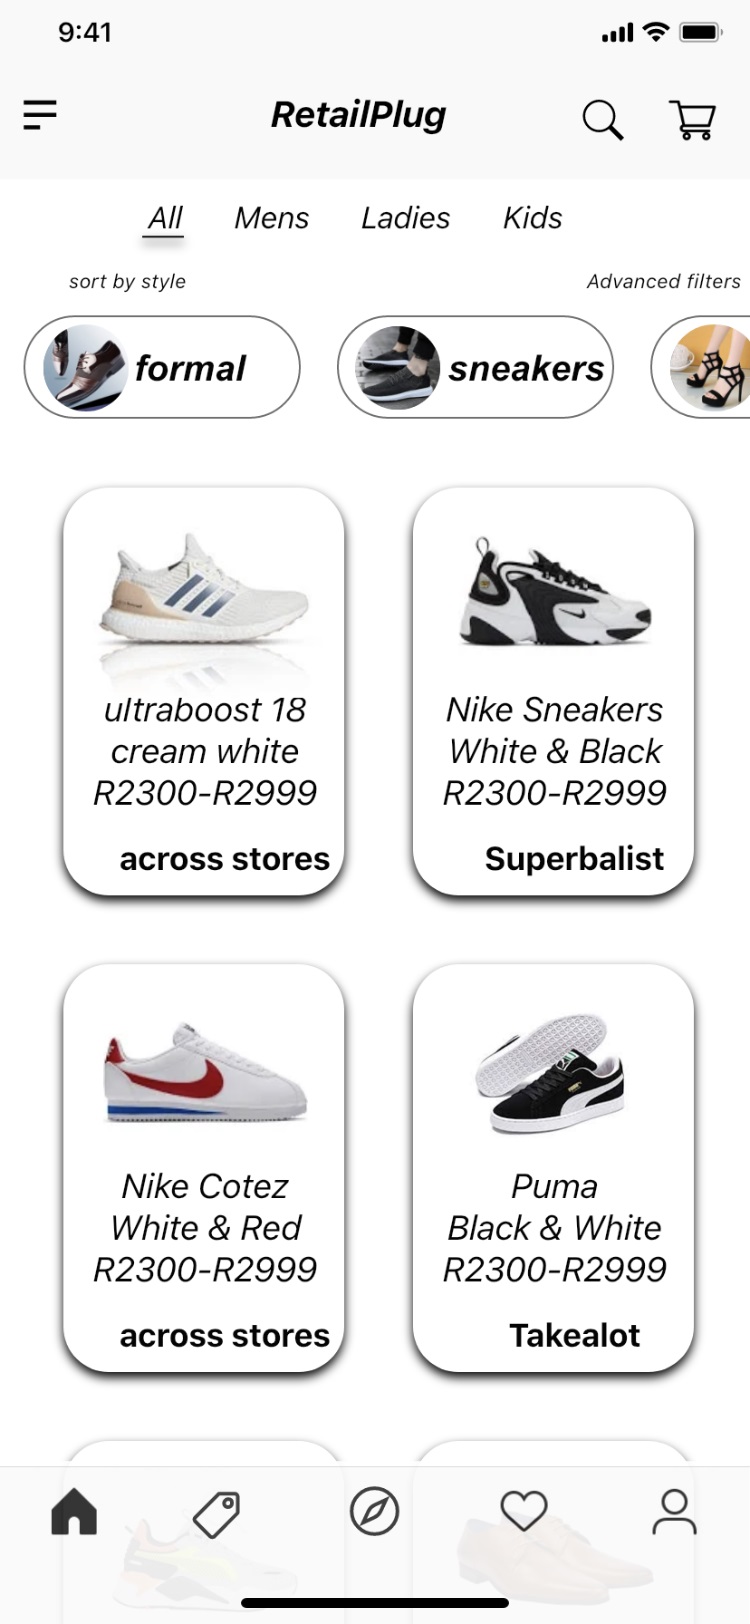 9:41
RetailPlug
All Mens Ladies Kids
sort by style Advanced filters
formal sneakers
ultraboost 18
cream white
R2300-R2999
across stores
Nike Sneakers
White & Black
R2300-R2999
Superbalist
Nike Cotez
White & Red
R2300-R2999
across stores
Puma
Black & White
R2300-R2999
Takealot